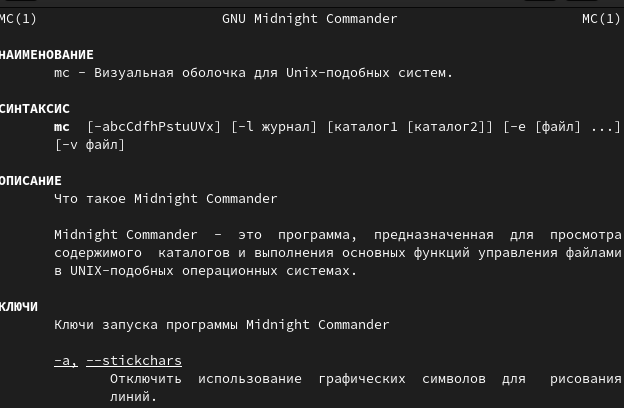 MC(1) GNU Midnight Commander MC(1)
НАИМЕНОВАНИЕ
mc - Визуальная оболочка для Unix-подобных систем.
СИНТАКСИС
mc [-abcCdfhPstuUVx] [-l журнал] [каталог1 [каталог2]] [-e [файл] ...]
[-v файл]
ОПИСАНИЕ
Что такое Midnight Commander
Midnight Commander - это программа, предназначенная для просмотра
содержимого каталогов и выполнения основных функций управления файлами
в UNIX-подобных операционных системах.
КЛЮЧИ
Ключи запуска программы Midnight Commander
-a, --stickchars
Отключить использование графических символов для рисования
линий.